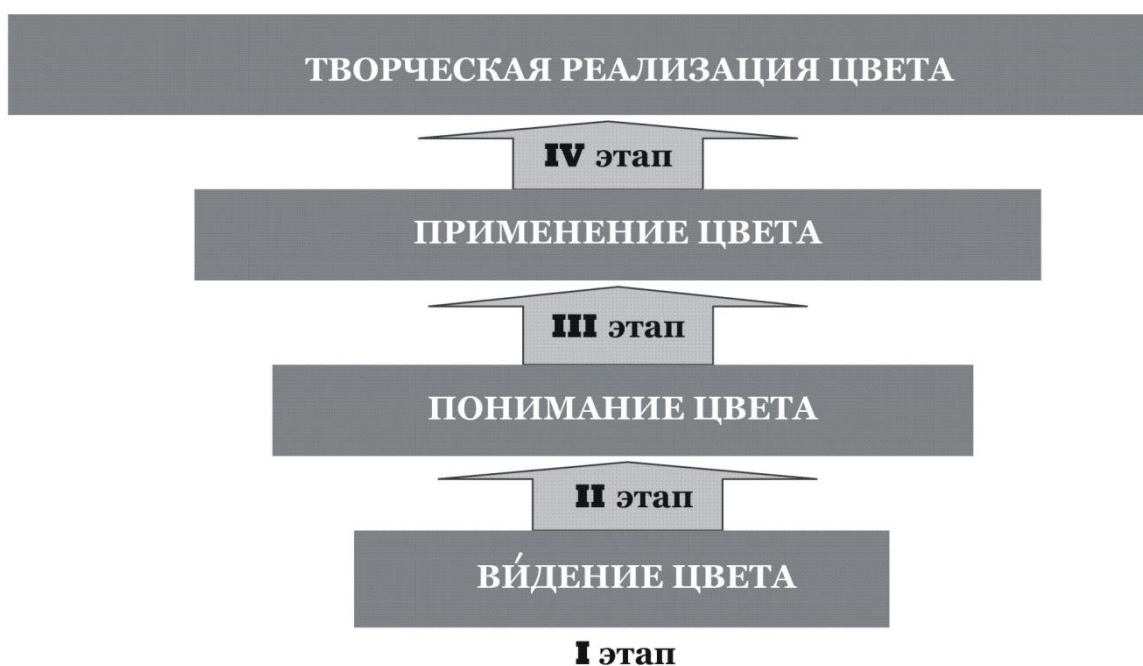 ТВОРЧЕСКАЯ РЕАЛИЗАЦИЯ ЦВЕТА
IV этап
ПРИМЕНЕНИЕ ЦВЕТА
III этап
ПОНИМАНИЕ ЦВЕТА
II этап
ВИ́ДЕНИЕ ЦВЕТА
I этап